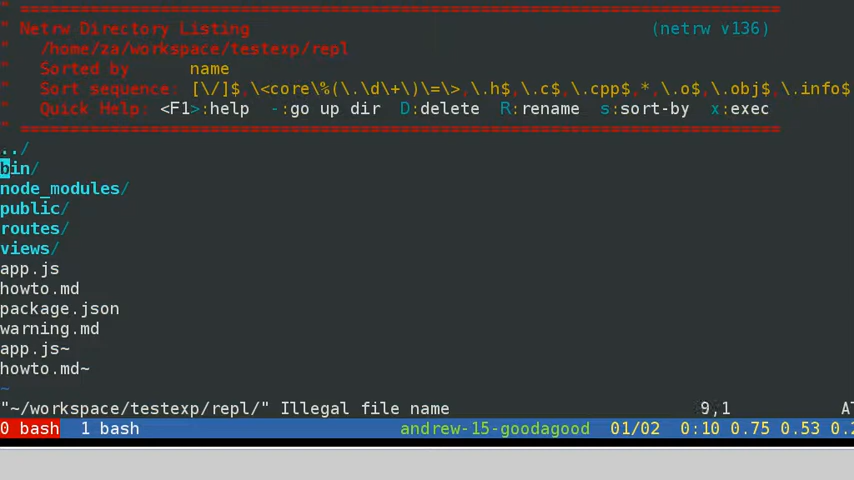 " ============================================================================
" Netrw Directory Listing (netrw v136)
" /home/za/workspace/testexp/repl
" Sorted by name
" Sort sequence: [\/]$,\<core\%(\.\d\+\)\=\>,\.h$,\.c$,\.cpp$,*,\.o$,\.obj$,\.info$
" Quick Help: <F1>:help -:go up dir D:delete R:rename s:sort-by x:exec
" ============================================================================
../
bin/
node_modules/
public/
routes/
views/
app.js
howto.md
package.json
warning.md
app.js~
howto.md~
~
"~/workspace/testexp/repl/" Illegal file name 9,1
0 bash 1 bash andrew-15-goodagood 01/02 0:10 0.75 0.53